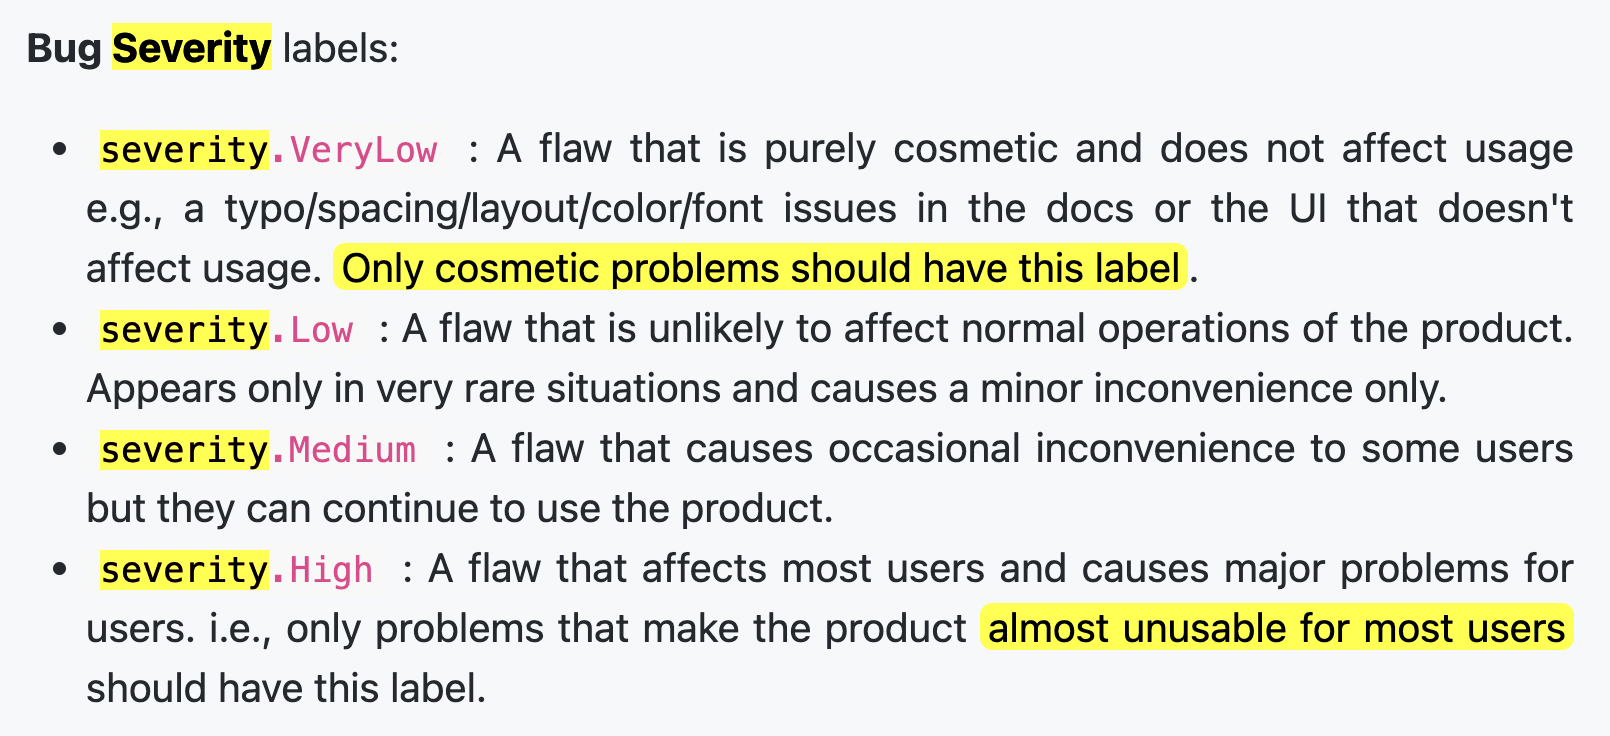 Bug Severity labels:
• severity.VeryLow : A flaw that is purely cosmetic and does not affect usage
e.g., a typo/spacing/layout/color/font issues in the docs or the UI that doesn't
affect usage. Only cosmetic problems should have this label.
• severity.Low : A flaw that is unlikely to affect normal operations of the product.
Appears only in very rare situations and causes a minor inconvenience only.
• severity.Medium : A flaw that causes occasional inconvenience to some users
but they can continue to use the product.
• severity.High : A flaw that affects most users and causes major problems for
users. i.e., only problems that make the product almost unusable for most users
should have this label.